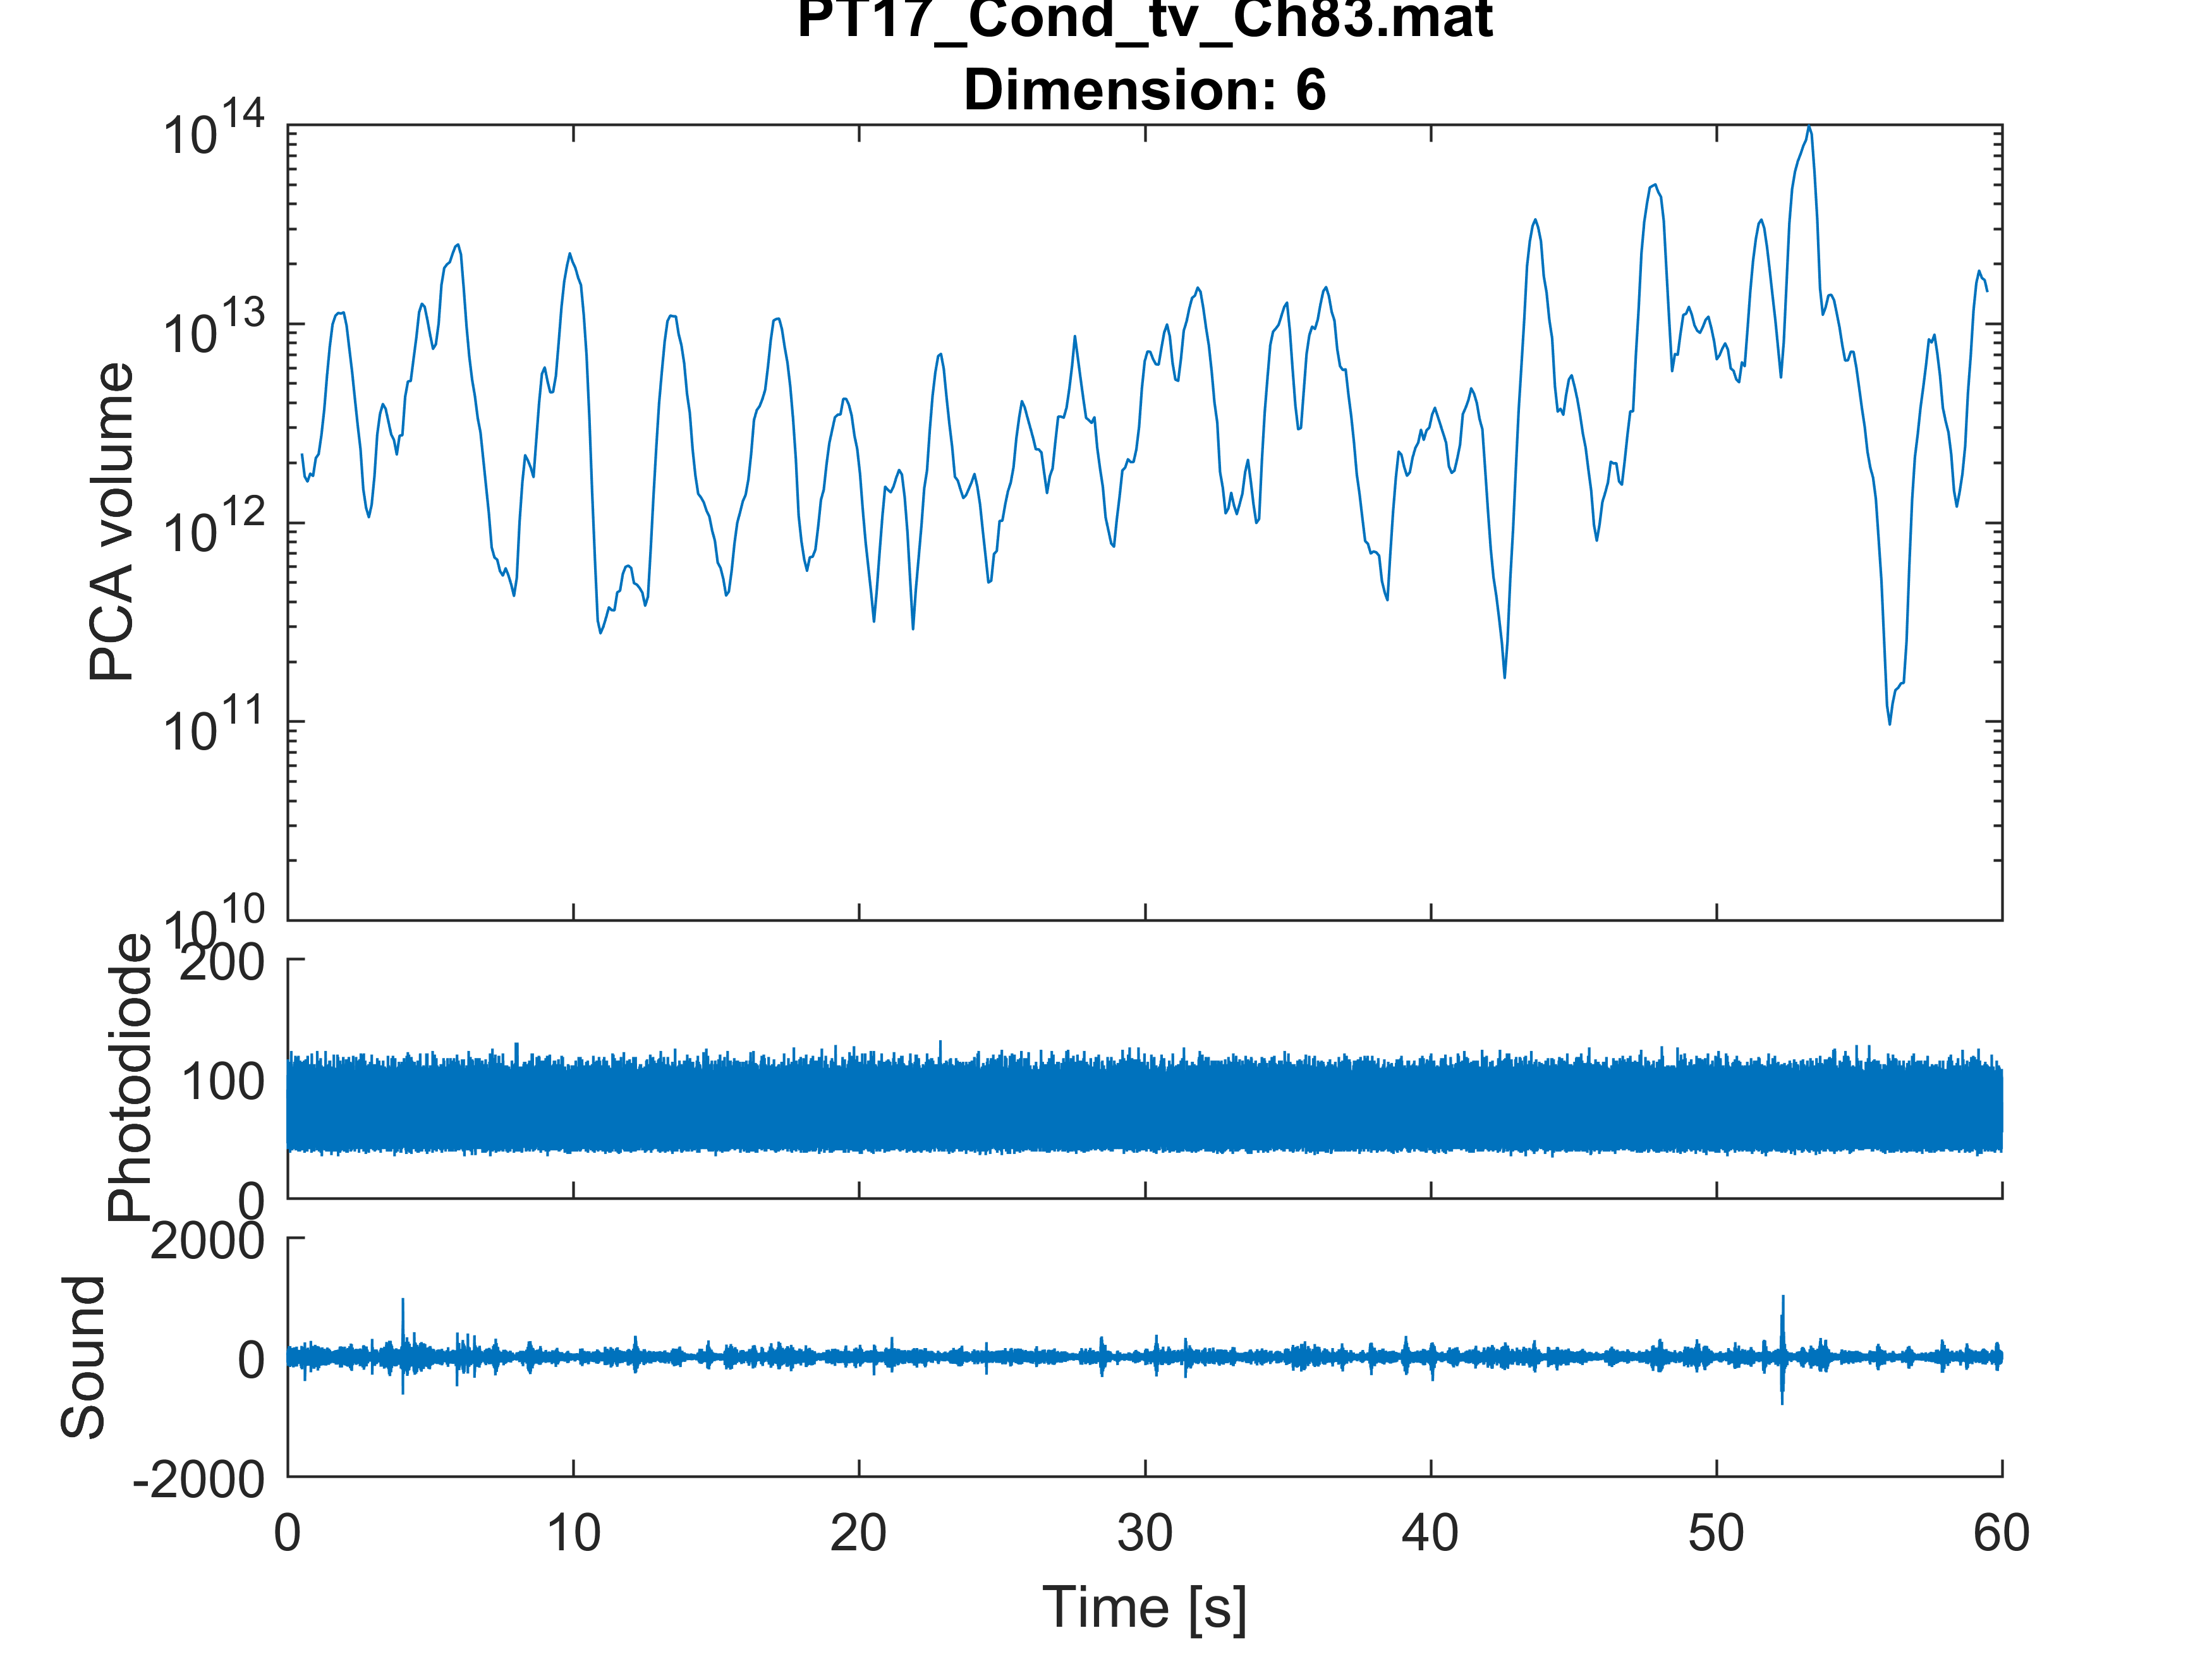 PT17_Cond_tv_Ch83.mat
Dimension: 6
10^14
10^13
10^12
10^11
10^10
PCA volume
200
100
0
Photodiode
2000
0
-2000
Sound
0 10 20 30 40 50 60
Time [s]